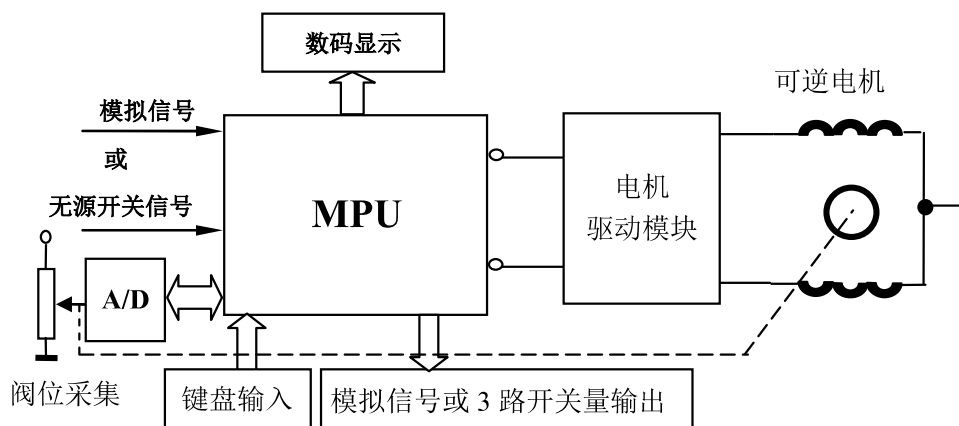 数码显示
可逆电机
模拟信号
或
无源开关信号
MPU
电机
驱动模块
A/D
阀位采集
键盘输入
模拟信号或 3 路开关量输出